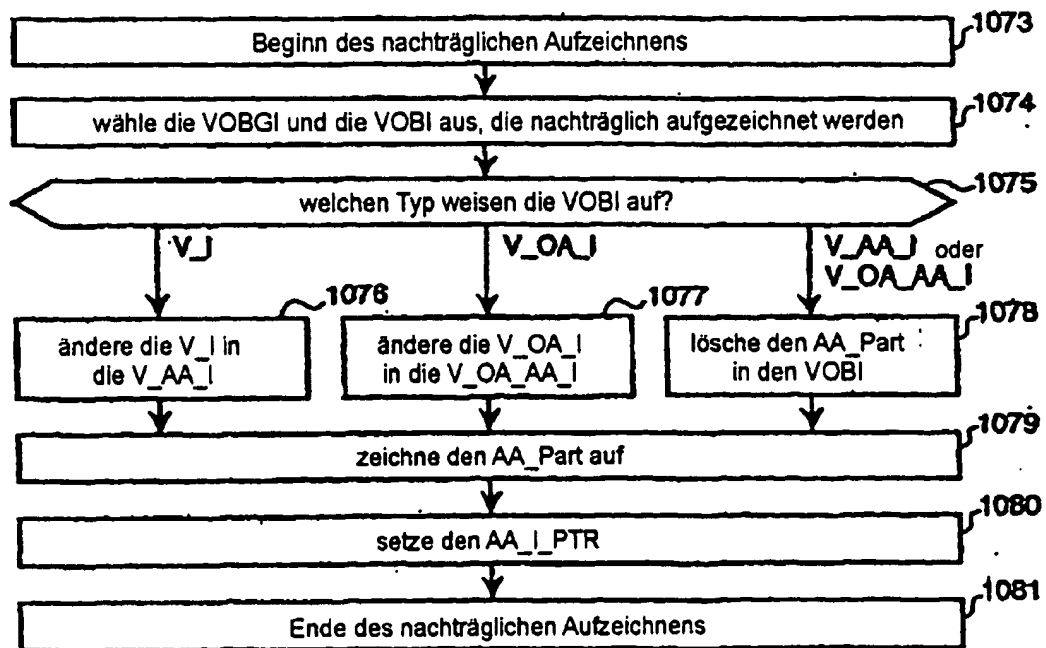 1073
Beginn des nachträglichen Aufzeichnens
1074
wähle die VOBGI und die VOBI aus, die nachträglich aufgezeichnet werden
1075
welchen Typ weisen die VOBI auf?
V_I
V_OA_I
V_AA_I oder
V_OA_AA_I
1076
ändere die V_I in
die V_AA_I
1077
ändere die V_OA_I
in die V_OA_AA_I
1078
lösche den AA_Part
in den VOBI
1079
zeichne den AA_Part auf
1080
setze den AA_I_PTR
1081
Ende des nachträglichen Aufzeichnens